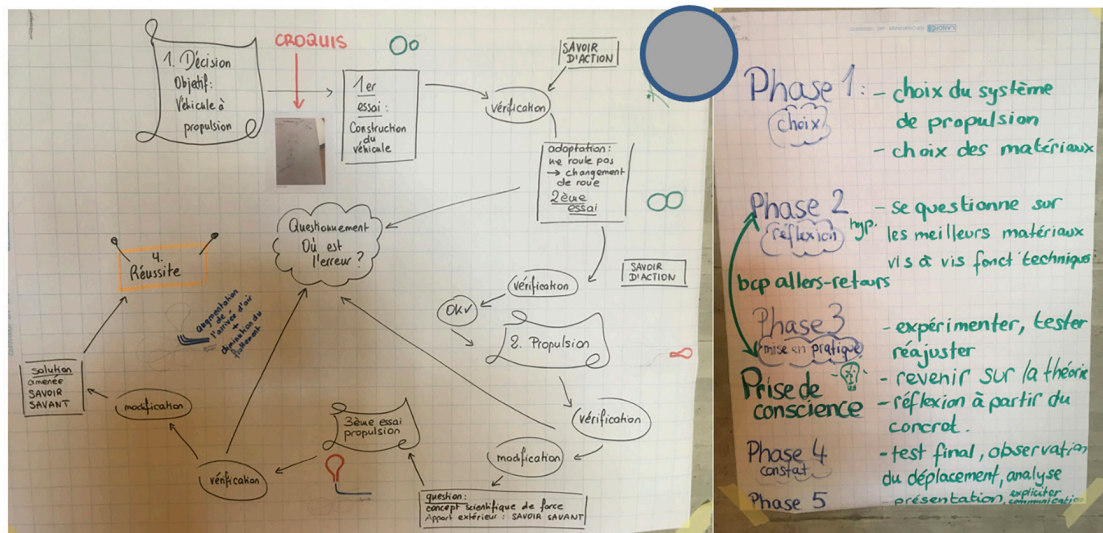 1. Décision
Objectif:
Véhicule à
propulsion
CROQUIS
1er
essai:
Construction
du
véhicule
vérification
SAVOIR
D'ACTION
adaptation:
ne roule pas
→ changement
de roue
2ème
essai
Questionnement
Où est
l'erreur?
vérification
SAVOIR
D'ACTION
OK√
2. Propulsion
vérification
modification
question:
concept scientifique de force
Apport extérieur: SAVOIR SAVANT
3ème essai
propulsion
vérification
modification
solution
amenée
SAVOIR
SAVANT
augmentation
de
l'arrivée d'air
+
diminution du
frottement
4.
Réussite
Phase 1:
choix
- choix du système
de propulsion
- choix des matériaux
Phase 2
réflexion
hyp.
- se questionne sur
les meilleurs matériaux
vis à vis fonct technique
bcp allers-retours
Phase 3
mise en pratique
- expérimenter, tester
réajuster
Prise de
conscience
- revenir sur la théorie
- réflexion à partir du
concret.
Phase 4
constat
- test final, observation
du déplacement, analyse
Phase 5
présentation, expliciter
communication